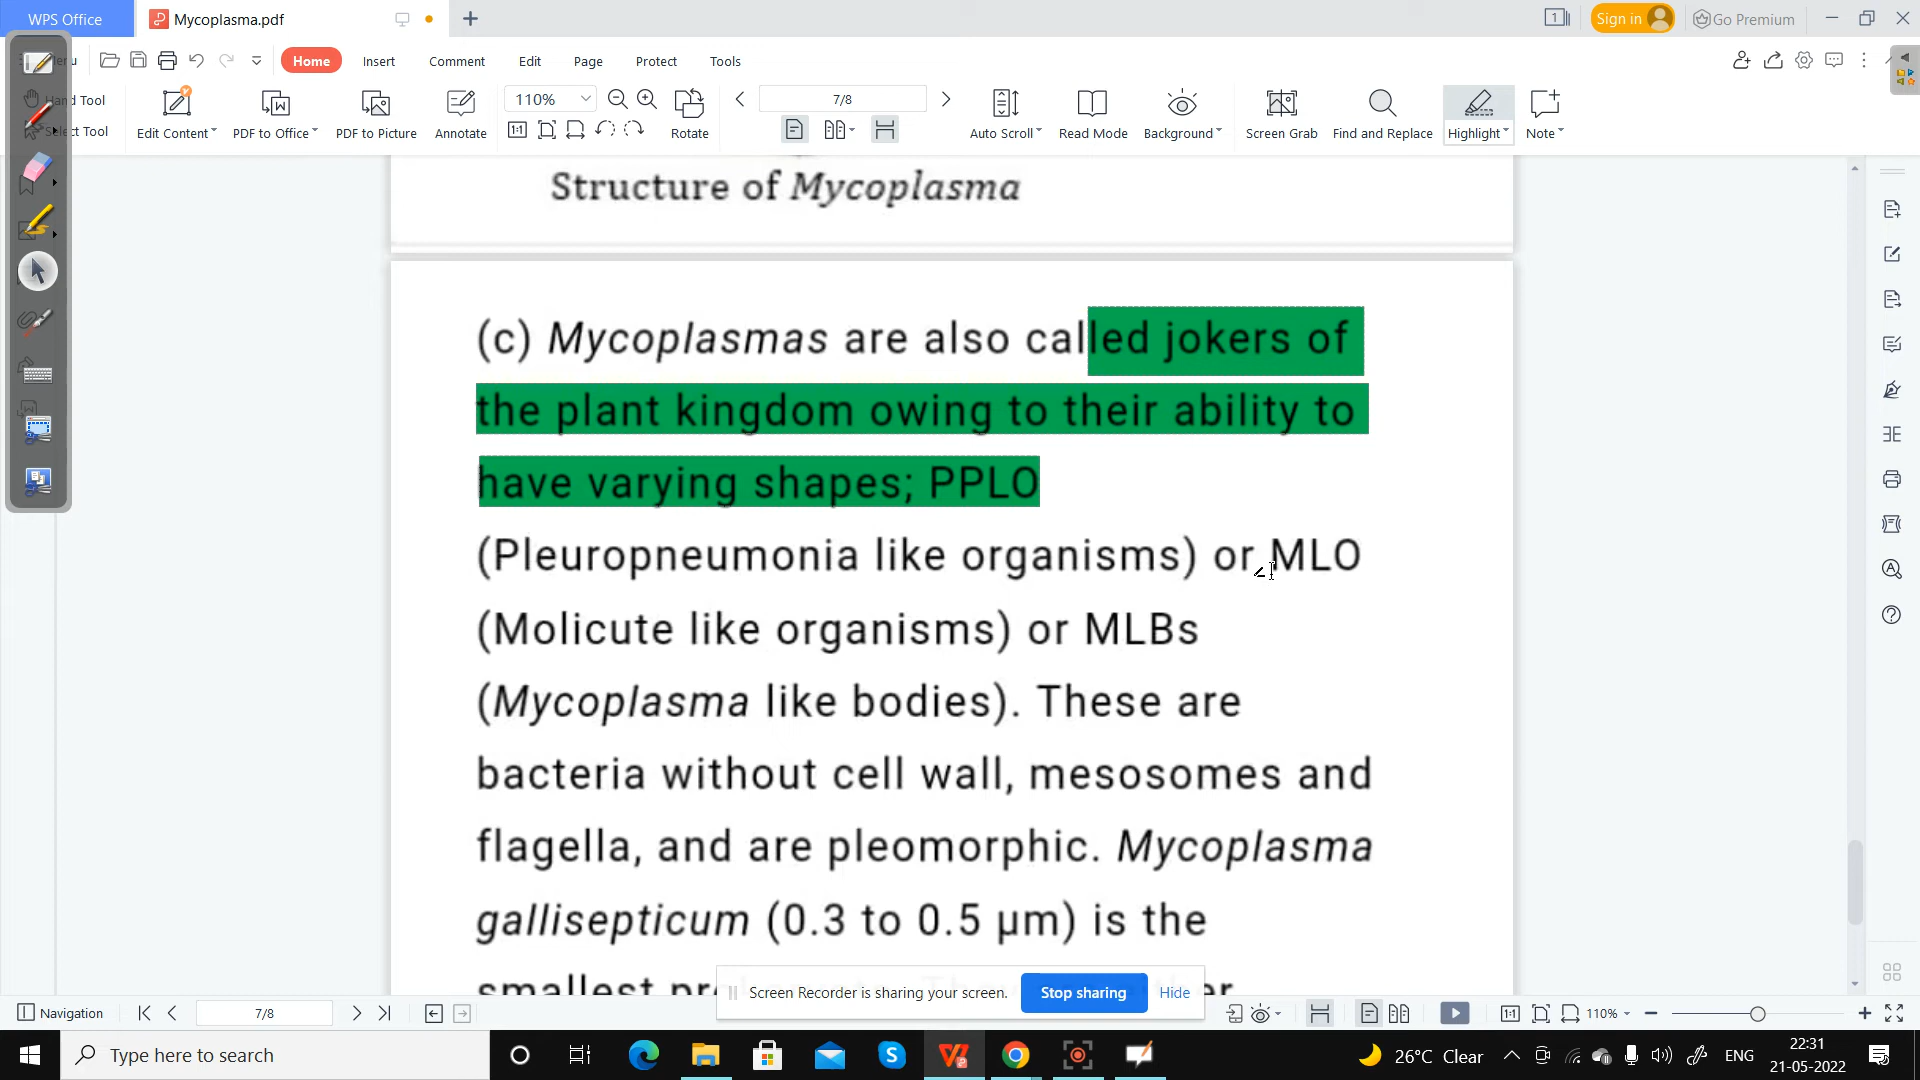 WPS Office
Mycoplasma.pdf
Sign in
Go Premium
Home
Insert
Comment
Edit
Page
Protect
Tools
Hand Tool
Select Tool
Edit Content
PDF to Office
PDF to Picture
Annotate
110%
Rotate
7/8
Auto Scroll
Read Mode
Background
Screen Grab
Find and Replace
Highlight
Note
Structure of Mycoplasma
(c) Mycoplasmas are also called jokers of
the plant kingdom owing to their ability to
have varying shapes; PPLO
(Pleuropneumonia like organisms) or MLO
(Molicute like organisms) or MLBs
(Mycoplasma like bodies). These are
bacteria without cell wall, mesosomes and
flagella, and are pleomorphic. Mycoplasma
gallisepticum (0.3 to 0.5 μm) is the
smallest
Screen Recorder is sharing your screen.
Stop sharing
Hide
Navigation
7/8
110%
Type here to search
26°C Clear
ENG
22:31
21-05-2022